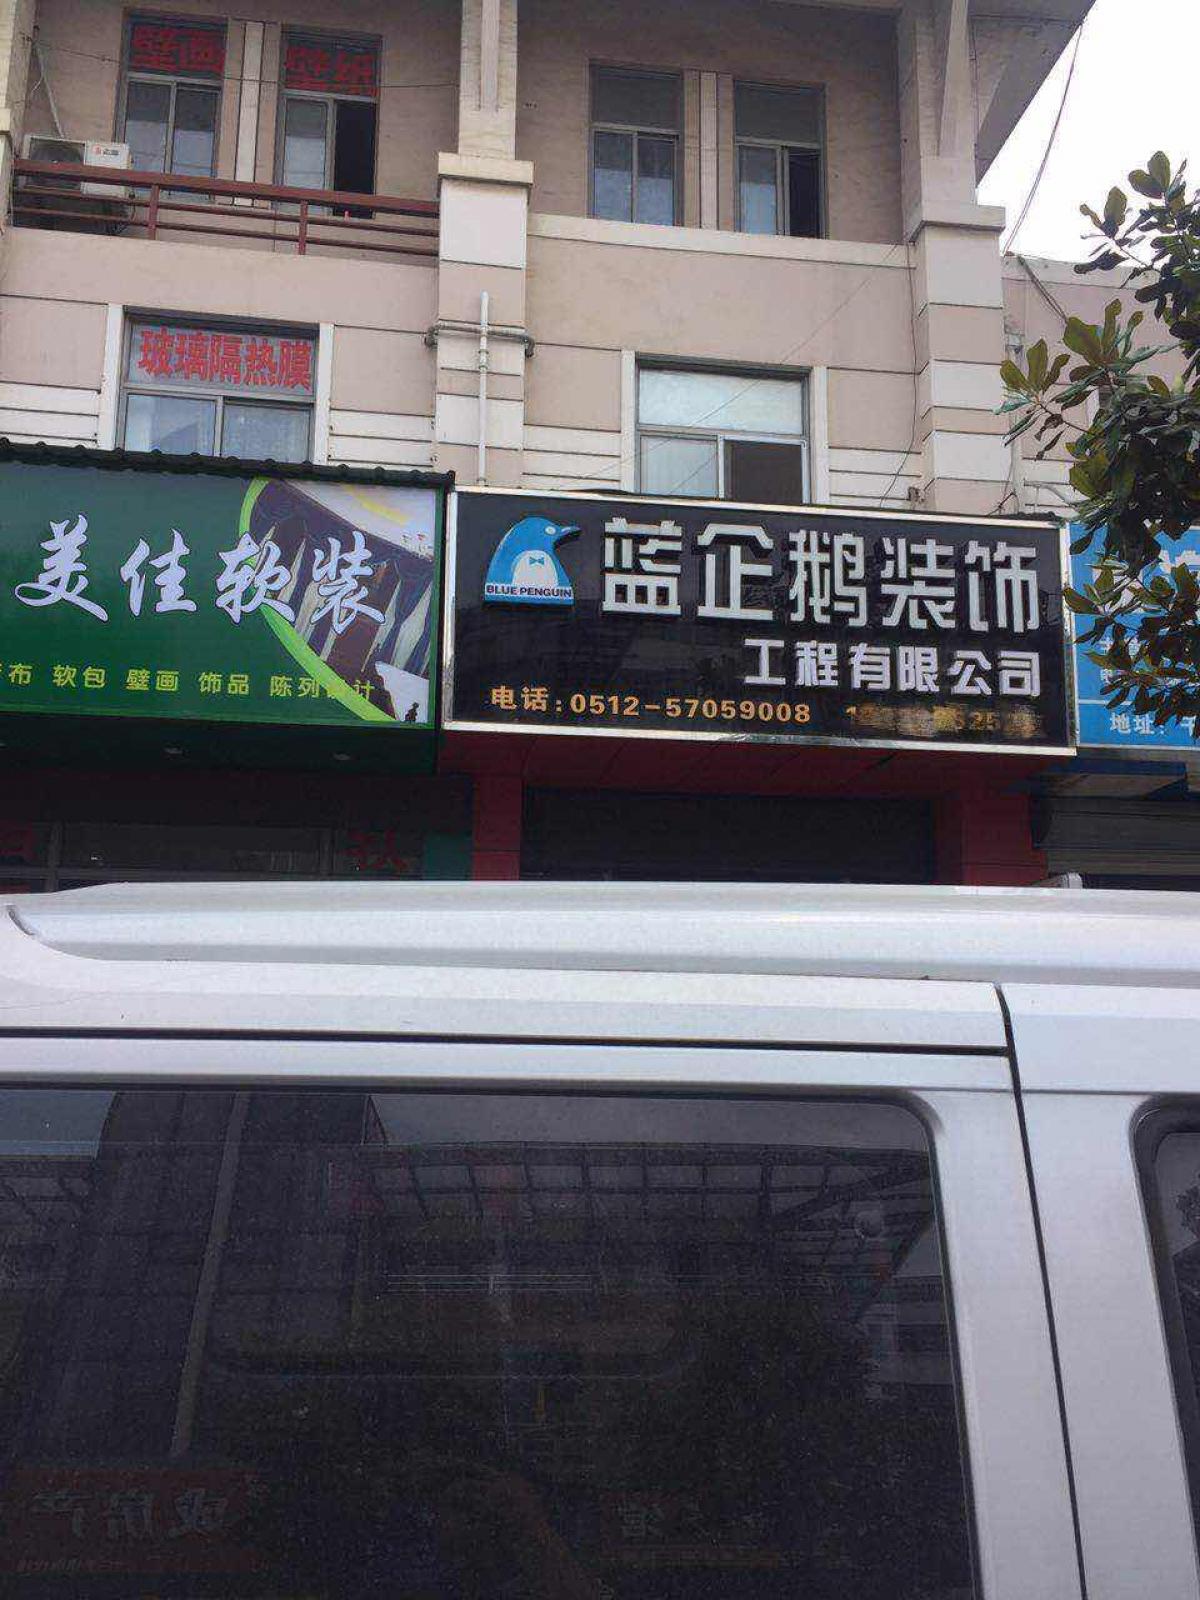 壁画
壁纸
玻璃隔热膜
美佳软装
布 软包 壁画 饰品 陈列设计
BLUE PENGUIN
蓝企鹅装饰
工程有限公司
电话:0512-57059008
地址: